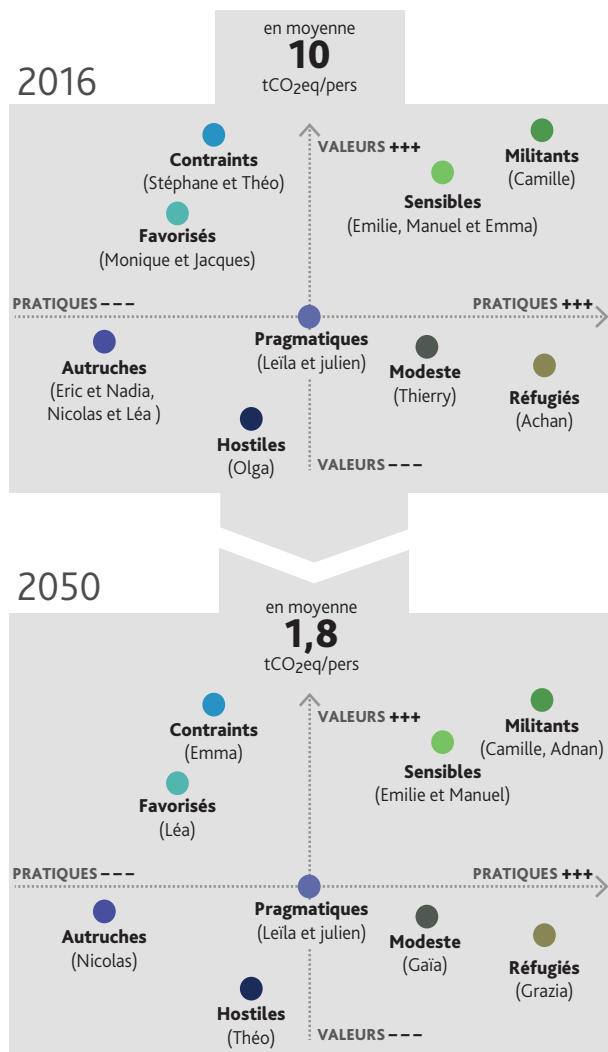 en moyenne
10
tCO2eq/pers
2016
VALEURS +++
Contraints
(Stéphane et Théo)
Militants
(Camille)
Sensibles
(Emilie, Manuel et Emma)
Favorisés
(Monique et Jacques)
PRATIQUES – – –
PRATIQUES +++
Pragmatiques
(Leïla et julien)
Autruches
(Eric et Nadia,
Nicolas et Léa )
Modeste
(Thierry)
Réfugiés
(Achan)
Hostiles
(Olga)
VALEURS – – –
2050
en moyenne
1,8
tCO2eq/pers
VALEURS +++
Contraints
(Emma)
Militants
(Camille, Adnan)
Sensibles
(Emilie et Manuel)
Favorisés
(Léa)
PRATIQUES – – –
PRATIQUES +++
Pragmatiques
(Leïla et julien)
Autruches
(Nicolas)
Modeste
(Gaïa)
Réfugiés
(Grazia)
Hostiles
(Théo)
VALEURS – – –